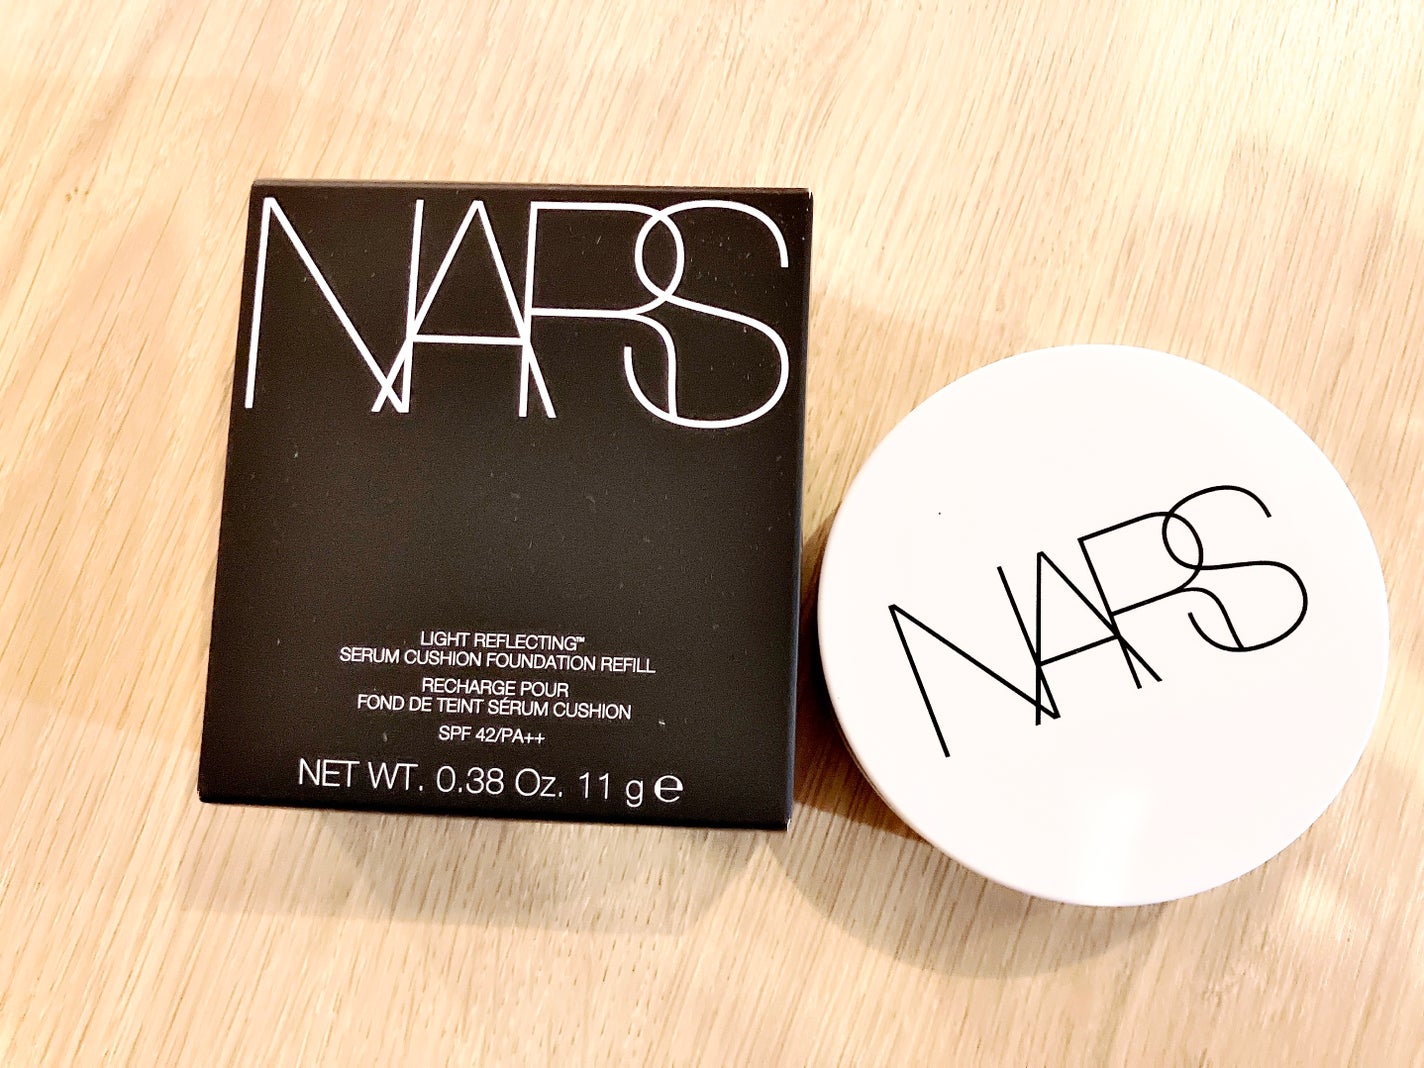 NARS
LIGHT REFLECTING™
SERUM CUSHION FOUNDATION REFILL
RECHARGE POUR
FOND DE TEINT SÉRUM CUSHION
SPF 42/PA++
NET WT. 0.38 Oz. 11 g ℮
NARS